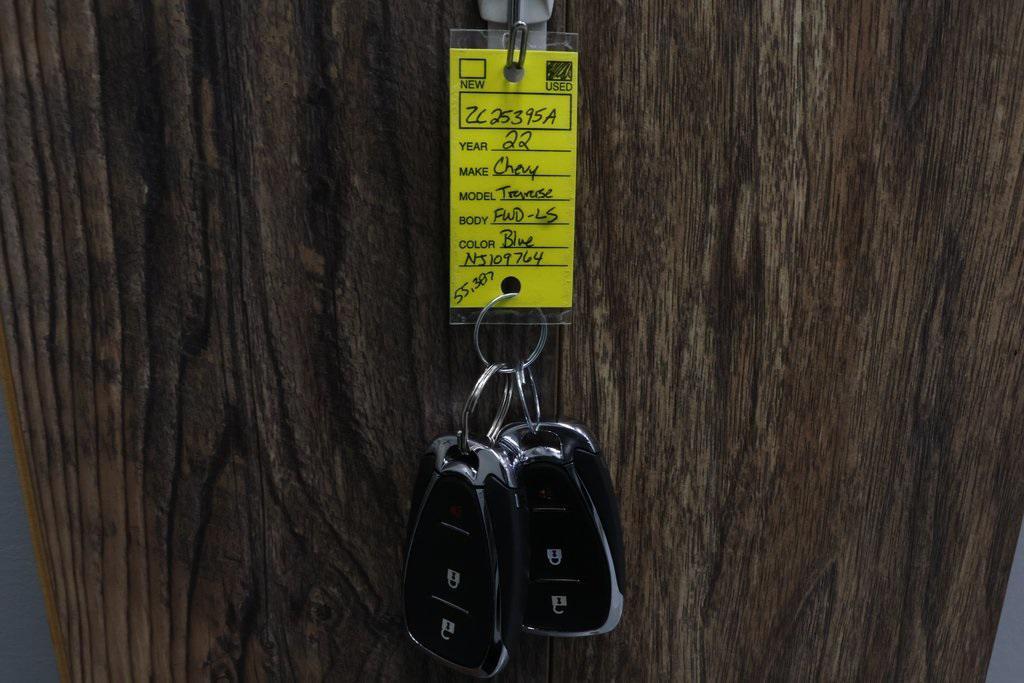 NEW USED
ZC25395A
YEAR 22
MAKE Chevy
MODEL Traverse
BODY FWD-LS
COLOR Blue
NJ109764
55,387